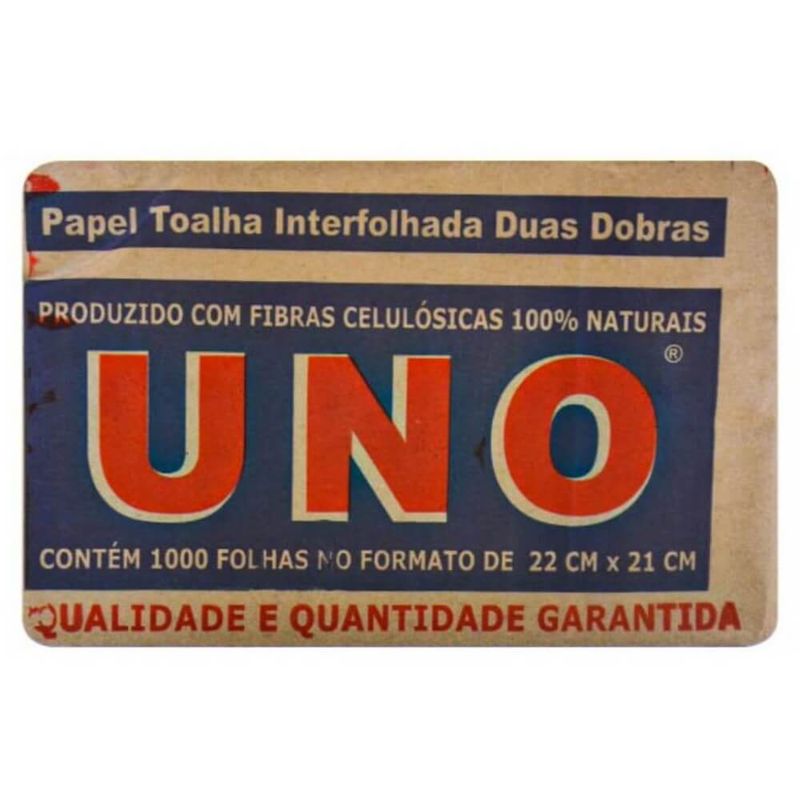 Papel Toalha Interfolhada Duas Dobras
PRODUZIDO COM FIBRAS CELULÓSICAS 100% NATURAIS
UNO®
CONTÉM 1000 FOLHAS NO FORMATO DE 22 CM x 21 CM
QUALIDADE E QUANTIDADE GARANTIDA